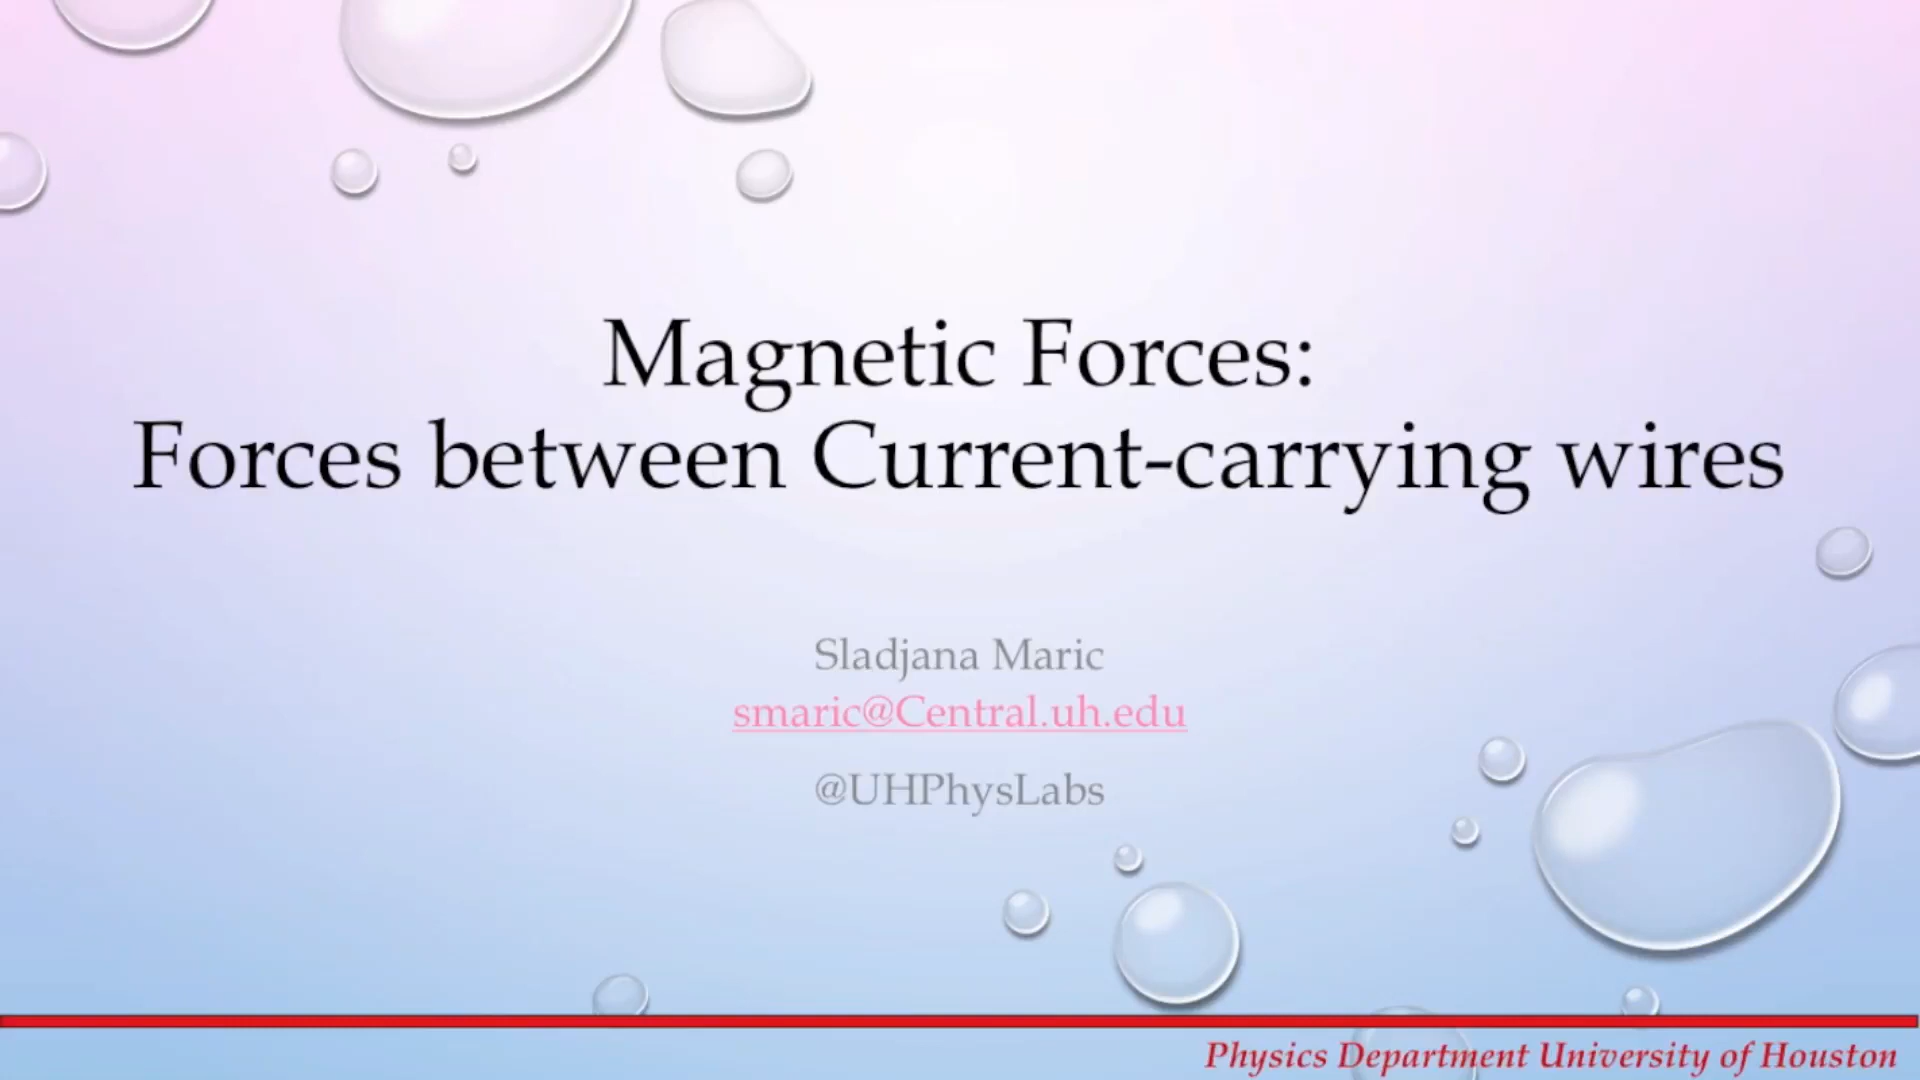 Magnetic Forces:
Forces between Current-carrying wires
Sladjana Maric
smaric@Central.uh.edu
@UHPhysLabs
Physics Department University of Houston